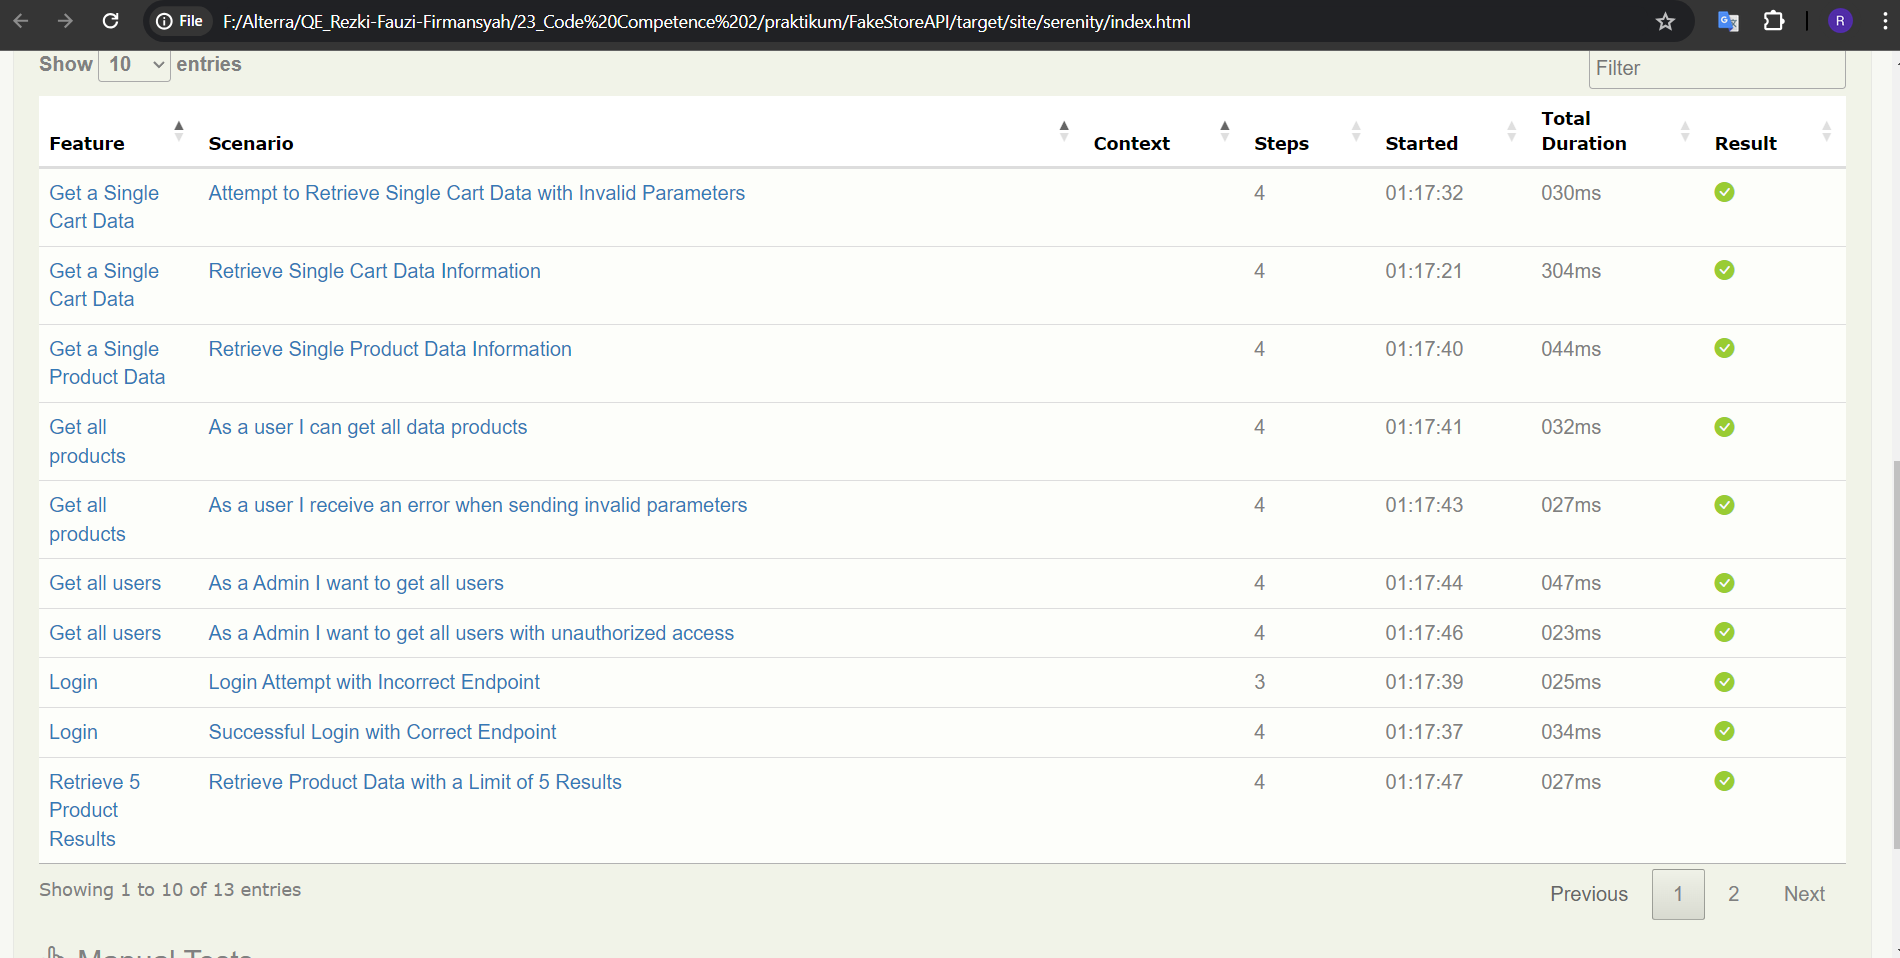 File F:/Alterra/QE_Rezki-Fauzi-Firmansyah/23_Code%20Competence%202/praktikum/FakeStoreAPI/target/site/serenity/index.html R
Show 10 entries Filter
Feature Scenario Context Steps Started Total Duration Result
Get a Single Cart Data Attempt to Retrieve Single Cart Data with Invalid Parameters 4 01:17:32 030ms
Get a Single Cart Data Retrieve Single Cart Data Information 4 01:17:21 304ms
Get a Single Product Data Retrieve Single Product Data Information 4 01:17:40 044ms
Get all products As a user I can get all data products 4 01:17:41 032ms
Get all products As a user I receive an error when sending invalid parameters 4 01:17:43 027ms
Get all users As a Admin I want to get all users 4 01:17:44 047ms
Get all users As a Admin I want to get all users with unauthorized access 4 01:17:46 023ms
Login Login Attempt with Incorrect Endpoint 3 01:17:39 025ms
Login Successful Login with Correct Endpoint 4 01:17:37 034ms
Retrieve 5 Product Results Retrieve Product Data with a Limit of 5 Results 4 01:17:47 027ms
Showing 1 to 10 of 13 entries Previous 1 2 Next
Manual Tests